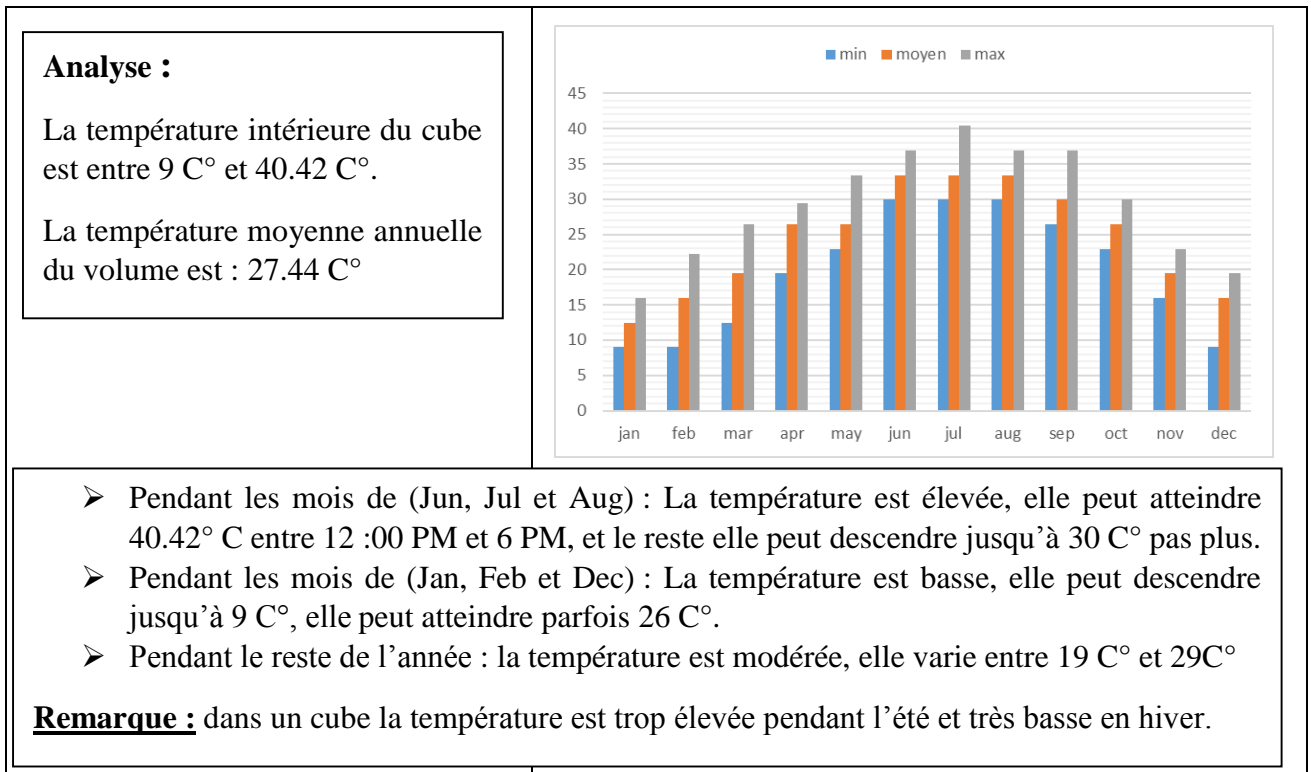 Analyse :
La température intérieure du cube
est entre 9 C° et 40.42 C°.
La température moyenne annuelle
du volume est : 27.44 C°
min moyen max
45
40
35
30
25
20
15
10
5
0
jan feb mar apr may jun jul aug sep oct nov dec
➢ Pendant les mois de (Jun, Jul et Aug) : La température est élevée, elle peut atteindre
40.42° C entre 12 :00 PM et 6 PM, et le reste elle peut descendre jusqu’à 30 C° pas plus.
➢ Pendant les mois de (Jan, Feb et Dec) : La température est basse, elle peut descendre
jusqu’à 9 C°, elle peut atteindre parfois 26 C°.
➢ Pendant le reste de l’année : la température est modérée, elle varie entre 19 C° et 29C°
Remarque : dans un cube la température est trop élevée pendant l’été et très basse en hiver.